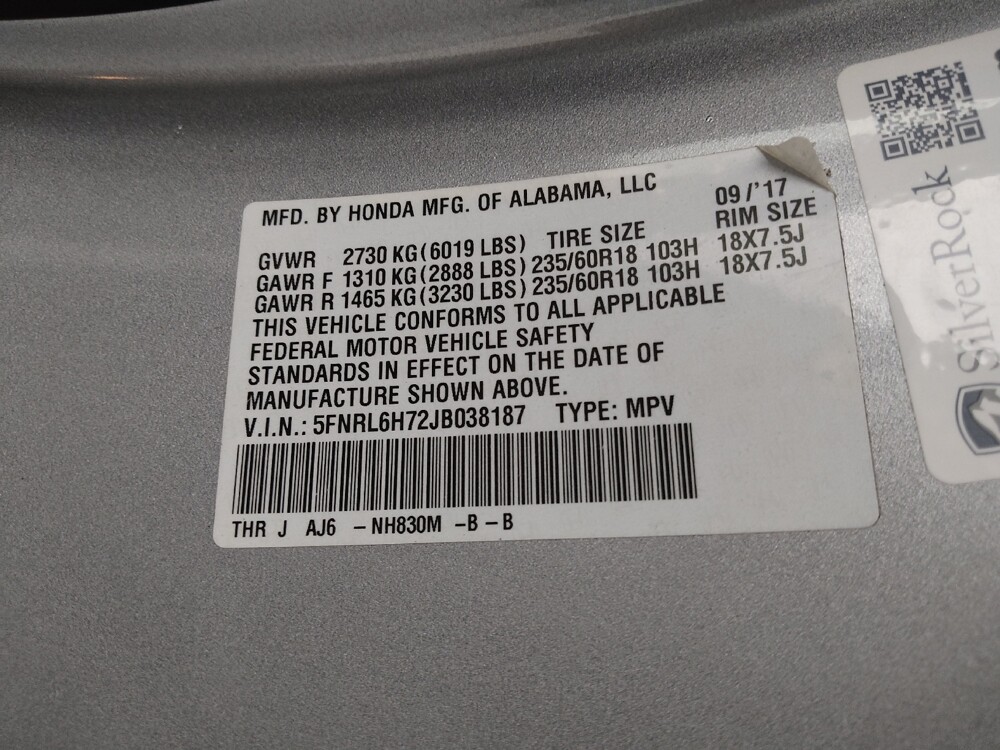 MFD. BY HONDA MFG. OF ALABAMA, LLC 09/'17
GVWR 2730 KG(6019 LBS) TIRE SIZE RIM SIZE
GAWR F 1310 KG(2888 LBS) 235/60R18 103H 18X7.5J
GAWR R 1465 KG(3230 LBS) 235/60R18 103H 18X7.5J
THIS VEHICLE CONFORMS TO ALL APPLICABLE
FEDERAL MOTOR VEHICLE SAFETY
STANDARDS IN EFFECT ON THE DATE OF
MANUFACTURE SHOWN ABOVE.
V.I.N.: 5FNRL6H72JB038187 TYPE: MPV
THR J AJ6 -NH830M -B-B
SilverRock